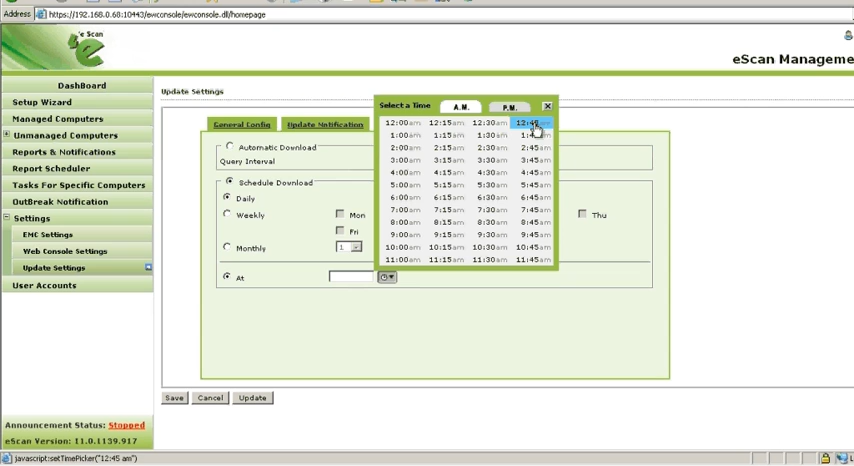 Address https://192.168.0.68:10443/ewconsole/ewconsole.dll/homepage
e Scan
eScan Manageme
DashBoard
Setup Wizard
Managed Computers
Unmanaged Computers
Reports & Notifications
Report Scheduler
Tasks For Specific Computers
OutBreak Notification
Settings
EMC Settings
Web Console Settings
Update Settings
User Accounts
Announcement Status: Stopped
eScan Version: 11.0.1139.917
Update Settings
General Config Update Notification
Automatic Download
Query Interval
Schedule Download
Daily
Weekly Mon Thu
Fri
Monthly 1
At
Select a Time A.M. P.M.
12:00am 12:15am 12:30am 12:45am
1:00am 1:15am 1:30am
2:00am 2:15am 2:30am 2:45am
3:00am 3:15am 3:30am 3:45am
4:00am 4:15am 4:30am 4:45am
5:00am 5:15am 5:30am 5:45am
6:00am 6:15am 6:30am 6:45am
7:00am 7:15am 7:30am 7:45am
8:00am 8:15am 8:30am 8:45am
9:00am 9:15am 9:30am 9:45am
10:00am 10:15am 10:30am 10:45am
11:00am 11:15am 11:30am 11:45am
Save Cancel Update
javascript:setTimePicker("12:45 am")